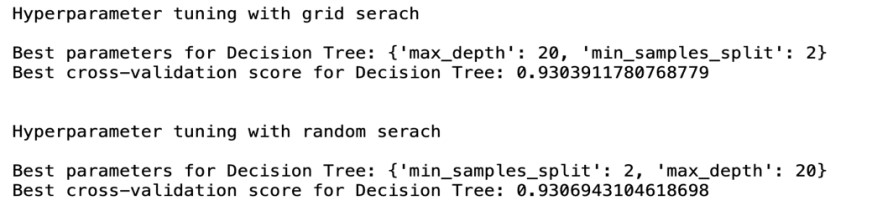 Hyperparameter tuning with grid serach
Best parameters for Decision Tree: {'max_depth': 20, 'min_samples_split': 2}
Best cross-validation score for Decision Tree: 0.9303911780768779
Hyperparameter tuning with random serach
Best parameters for Decision Tree: {'min_samples_split': 2, 'max_depth': 20}
Best cross-validation score for Decision Tree: 0.9306943104618698